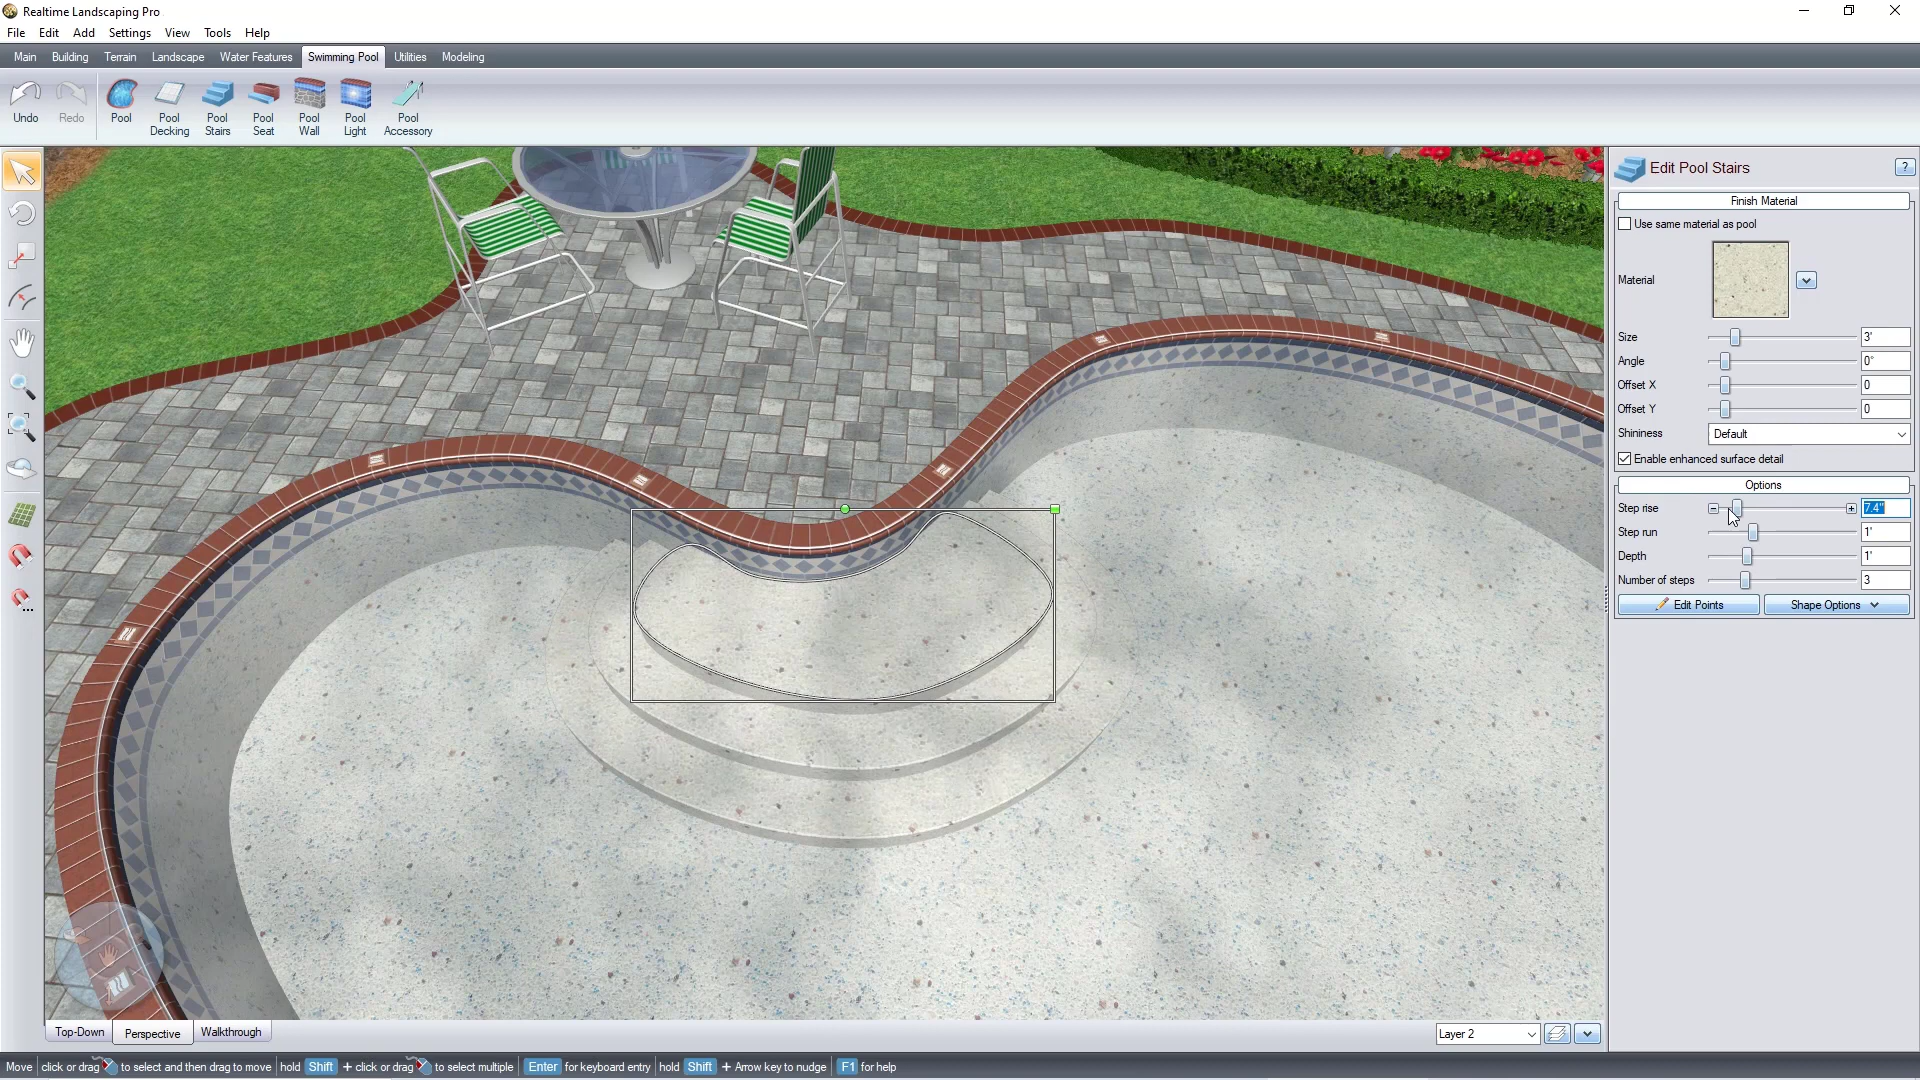 Realtime Landscaping Pro
File Edit Add Settings View Tools Help
Main Building Terrain Landscape Water Features Swimming Pool Utilities Modeling
Undo Redo Pool Pool Decking Pool Stairs Pool Seat Pool Wall Pool Light Pool Accessory
Edit Pool Stairs ?
Finish Material
Use same material as pool
Material
Size 3'
Angle 0°
Offset X 0
Offset Y 0
Shininess Default
Enable enhanced surface detail
Options
Step rise 7.4"
Step run 1'
Depth 1'
Number of steps 3
Edit Points Shape Options
Top-Down Perspective Walkthrough Layer 2
Move click or drag to select and then drag to move hold Shift + click or drag to select multiple Enter for keyboard entry hold Shift + Arrow key to nudge F1 for help